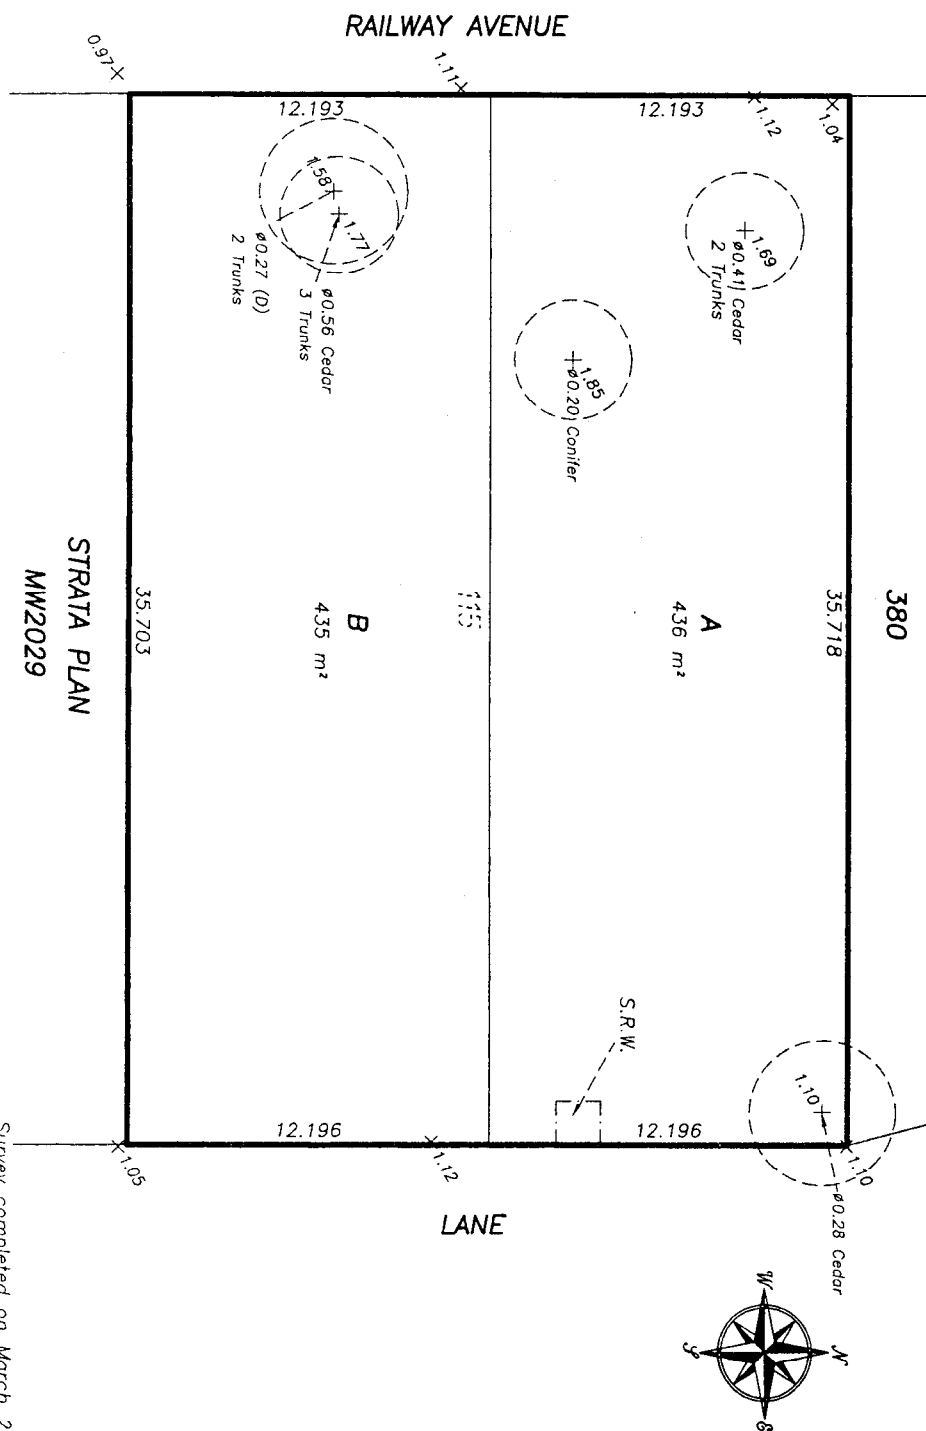 RAILWAY AVENUE
0.97
1.11
12.193
12.193
1.12
1.04
1.58
1.77
ø0.27 (D)
2 Trunks
ø0.56 Cedar
3 Trunks
1.69
ø0.41 Cedar
2 Trunks
1.85
ø0.20 Conifer
380
35.718
A
436 m²
B
435 m²
35.703
STRATA PLAN
MW2029
S.R.W.
1.10
12.196
12.196
1.05
1.12
1.10
ø0.28 Cedar
LANE
W
N
S
E
Survey completed on March 2